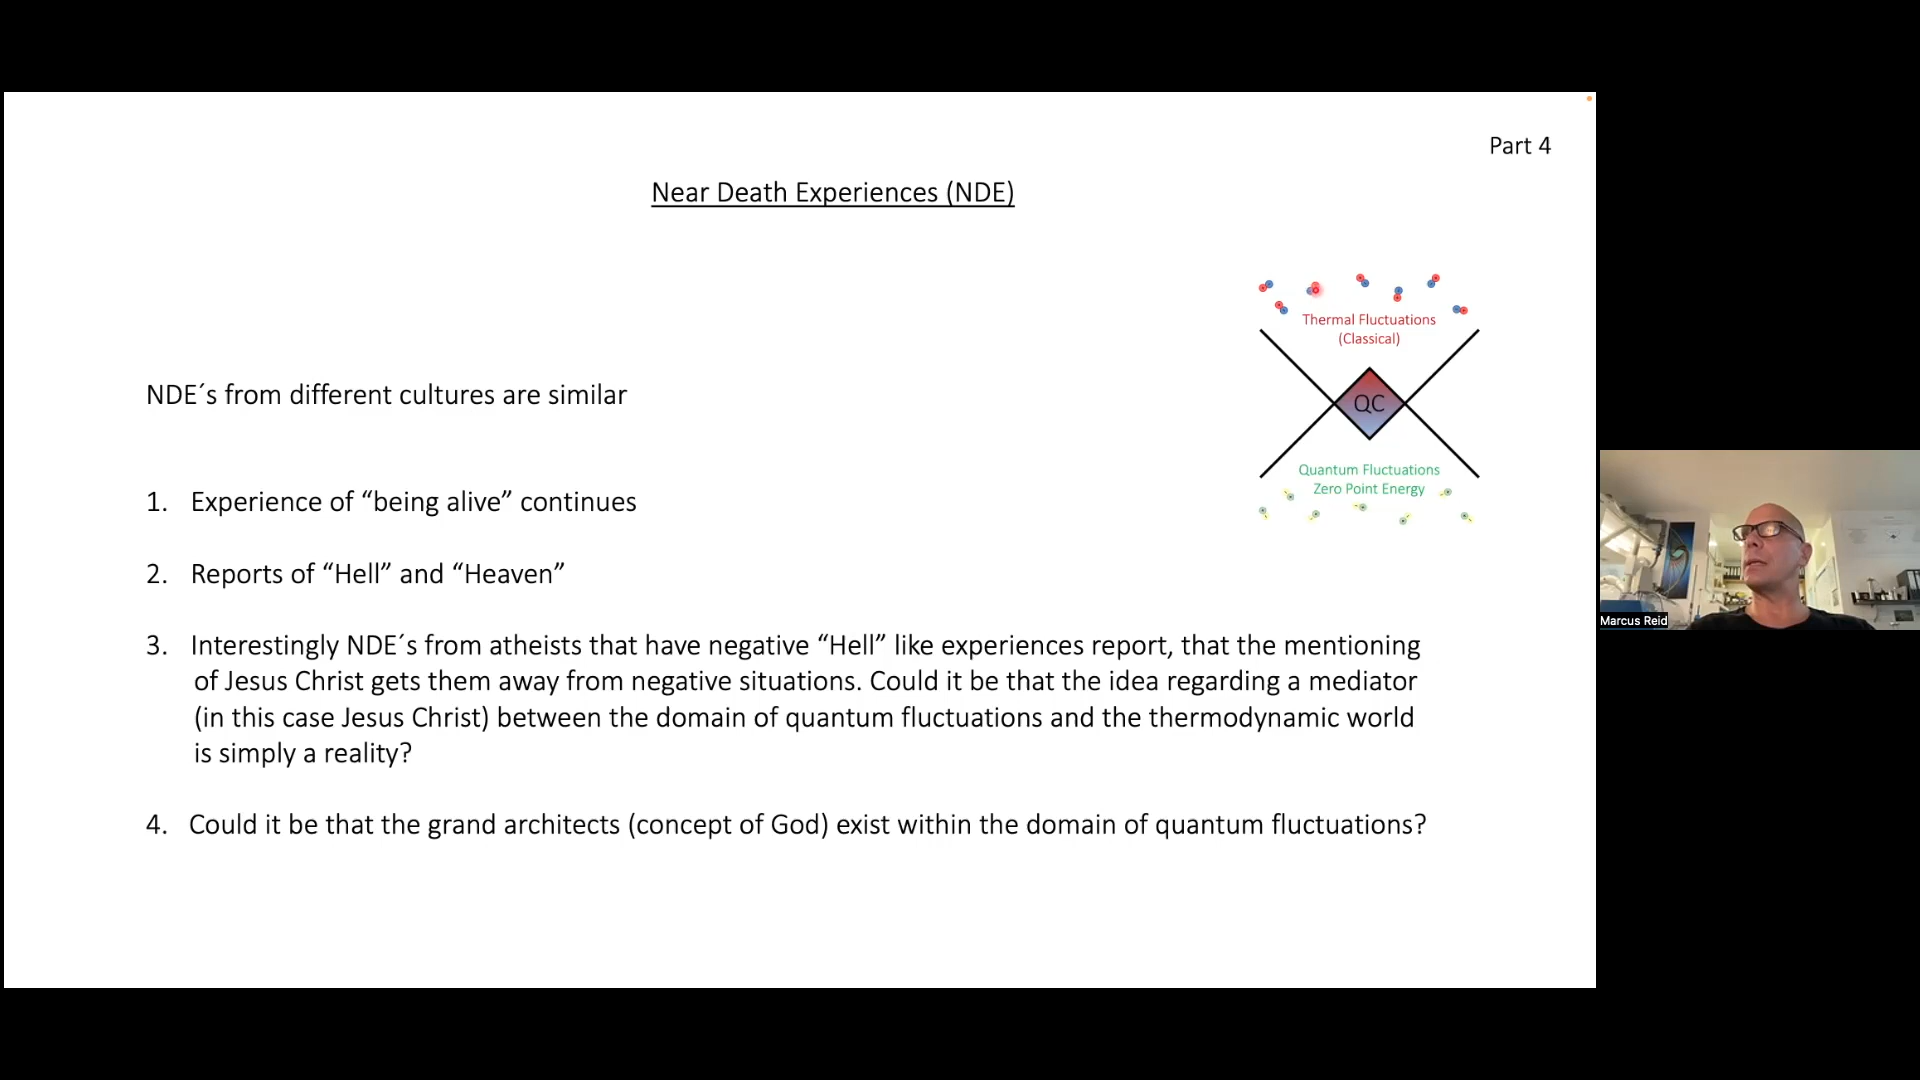 Part 4
Near Death Experiences (NDE)
Thermal Fluctuations
(Classical)
NDE´s from different cultures are similar
QC
Quantum Fluctuations
Zero Point Energy
1. Experience of “being alive” continues
2. Reports of “Hell” and “Heaven”
3. Interestingly NDE´s from atheists that have negative “Hell” like experiences report, that the mentioning
of Jesus Christ gets them away from negative situations. Could it be that the idea regarding a mediator
(in this case Jesus Christ) between the domain of quantum fluctuations and the thermodynamic world
is simply a reality?
4. Could it be that the grand architects (concept of God) exist within the domain of quantum fluctuations?
Marcus Reid